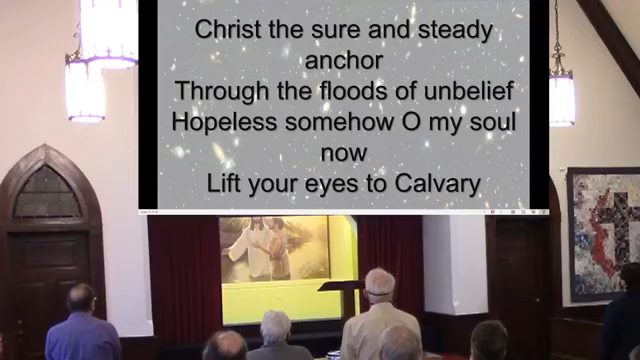 Christ the sure and steady
anchor
Through the floods of unbelief
Hopeless somehow O my soul
now
Lift your eyes to Calvary